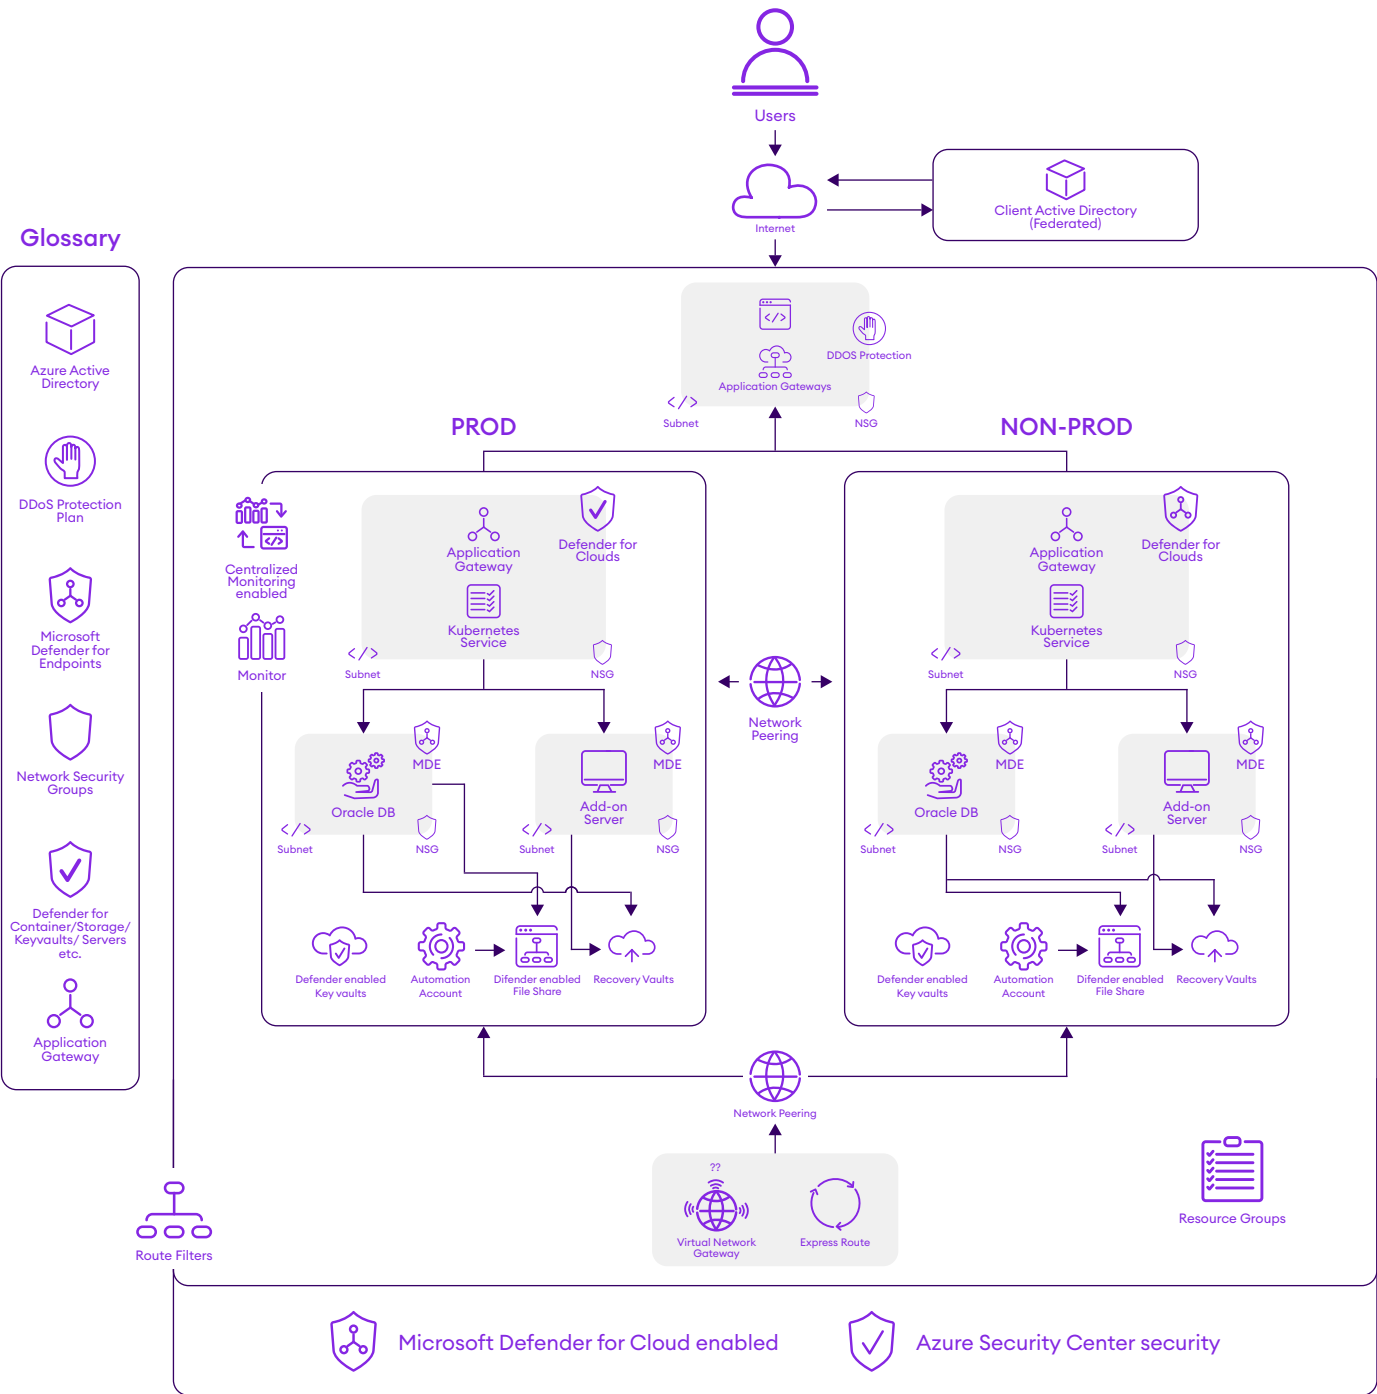 Users
Internet
Client Active Directory
(Federated)
Glossary
Azure Active
Directory
DDoS Protection
Plan
Microsoft
Defender for
Endpoints
Network Security
Groups
Defender for
Container/Storage/
Keyvaults/ Servers
etc.
Application
Gateway
DDOS Protection
Application Gateways
Subnet
NSG
PROD
NON-PROD
Centralized
Monitoring
enabled
Monitor
Application
Gateway
Defender for
Clouds
Kubernetes
Service
Subnet
NSG
MDE
Oracle DB
Subnet
NSG
MDE
Add-on
Server
Subnet
NSG
Defender enabled
Key vaults
Automation
Account
Difender enabled
File Share
Recovery Vaults
Network
Peering
Application
Gateway
Defender for
Clouds
Kubernetes
Service
Subnet
NSG
MDE
Oracle DB
Subnet
NSG
MDE
Add-on
Server
Subnet
NSG
Defender enabled
Key vaults
Automation
Account
Difender enabled
File Share
Recovery Vaults
Network Peering
??
Virtual Network
Gateway
Express Route
Resource Groups
Route Filters
Microsoft Defender for Cloud enabled
Azure Security Center security